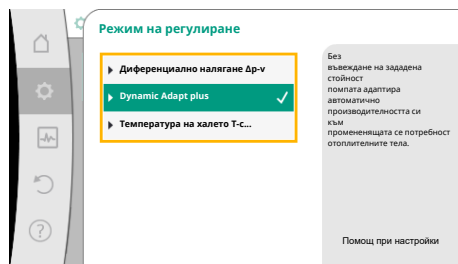 Режим на регулиране
Диференциално налягане Δp-v
Dynamic Adapt plus
Температура на халето T-c...
Без
въвеждане на зададена
стойност
помпата адаптира
автоматично
производителността си
към
промененящата се потребност
отоплителните тела.
Помощ при настройки